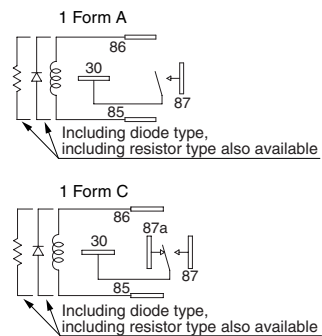 1 Form A
86
30
85
87
Including diode type,
including resistor type also available
1 Form C
86
87a
30
85
87
Including diode type,
including resistor type also available